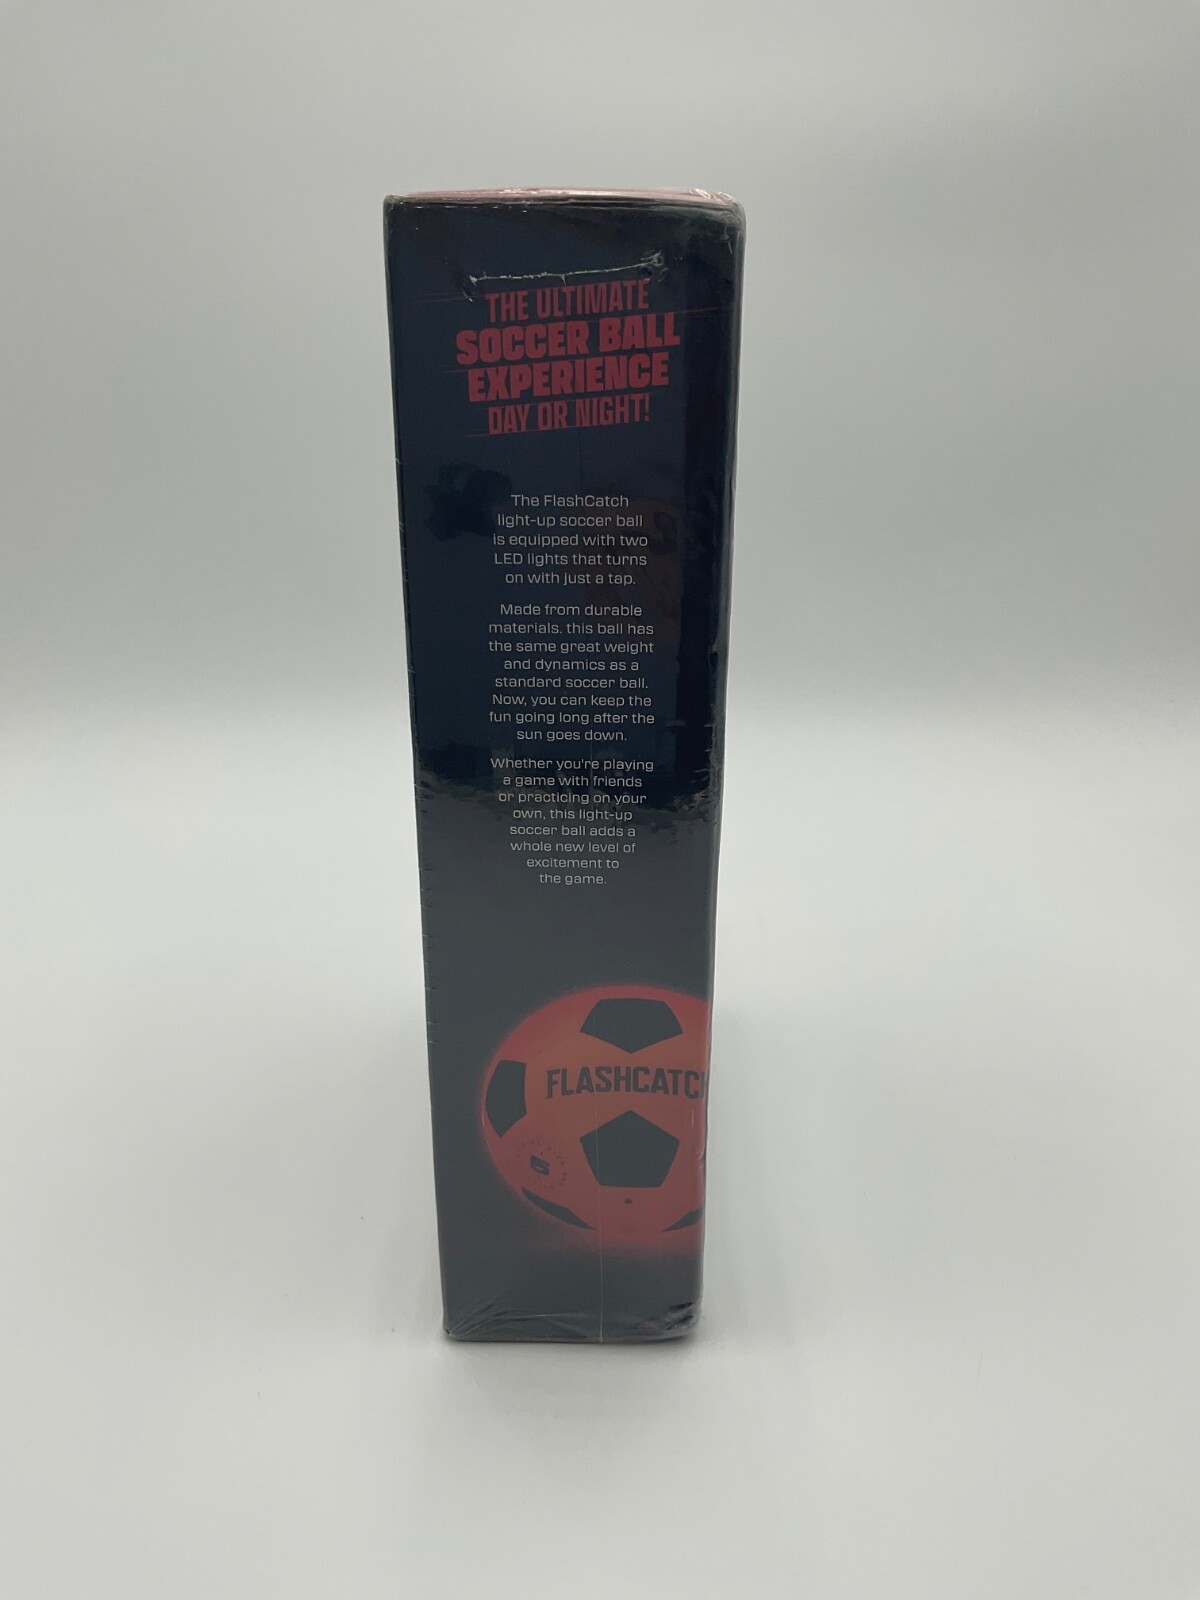 THE ULTIMATE
SOCCER BALL
EXPERIENCE
DAY OR NIGHT!
The FlashCatch
light-up soccer ball
is equipped with two
LED lights that turns
on with just a tap.
Made from durable
materials. this ball has
the same great weight
and dynamics as a
standard soccer ball.
Now, you can keep the
fun going long after the
sun goes down.
Whether you're playing
a game with friends
or practicing on your
own, this light-up
soccer ball adds a
whole new level of
excitement to
the game.
FLASHCATCH
5